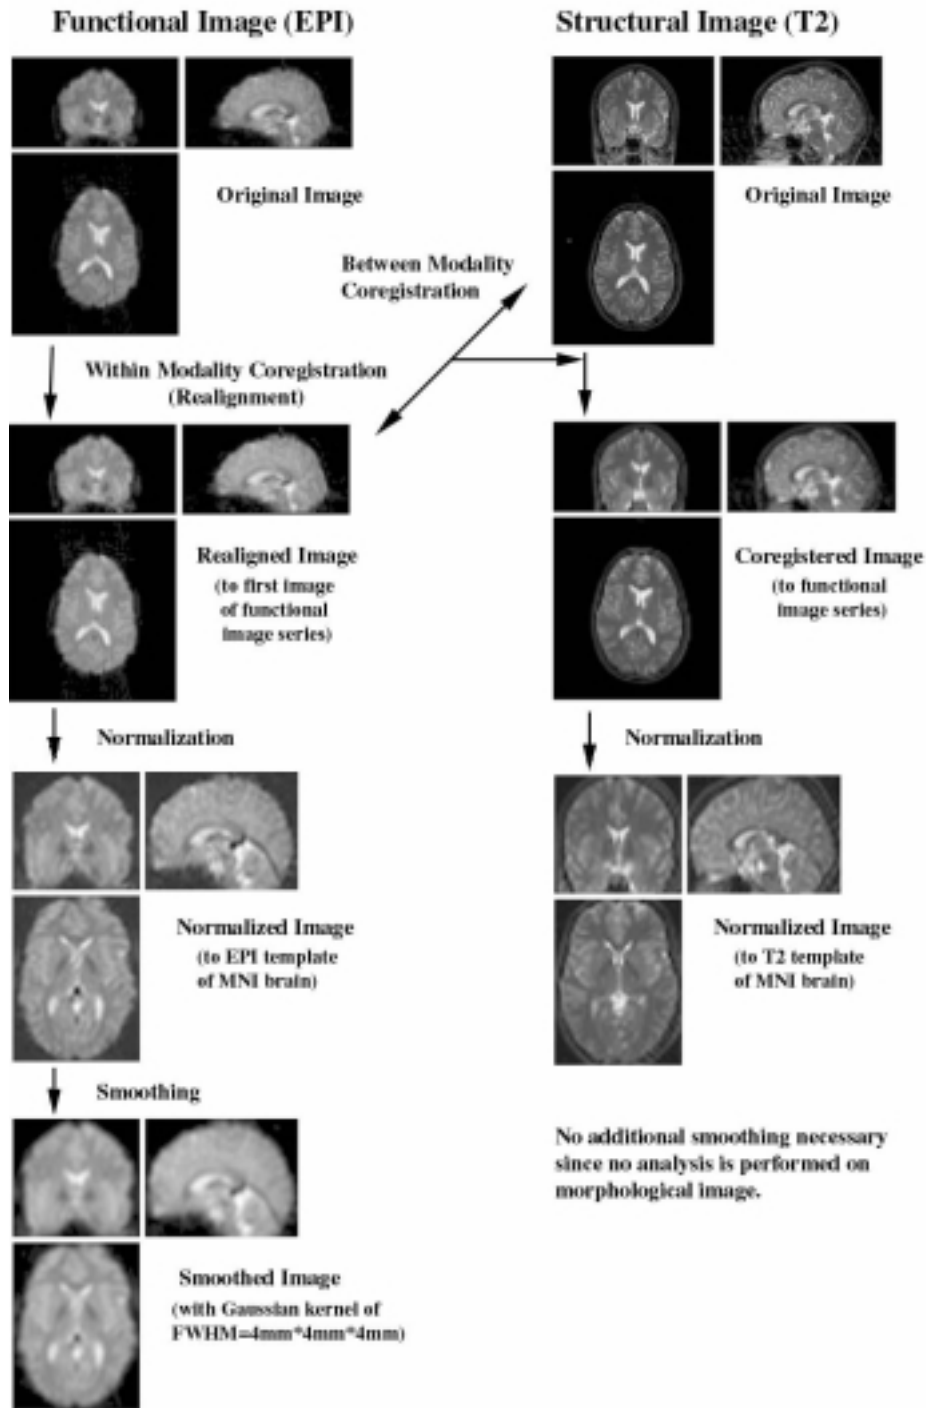 Functional Image (EPI)
Structural Image (T2)
Original Image
Original Image
Between Modality
Coregistration
Within Modality Coregistration
(Realignment)
Realigned Image
(to first image
of functional
image series)
Coregistered Image
(to functional
image series)
Normalization
Normalization
Normalized Image
(to EPI template
of MNI brain)
Normalized Image
(to T2 template
of MNI brain)
Smoothing
No additional smoothing necessary
since no analysis is performed on
morphological image.
Smoothed Image
(with Gaussian kernel of
FWHM=4mm*4mm*4mm)